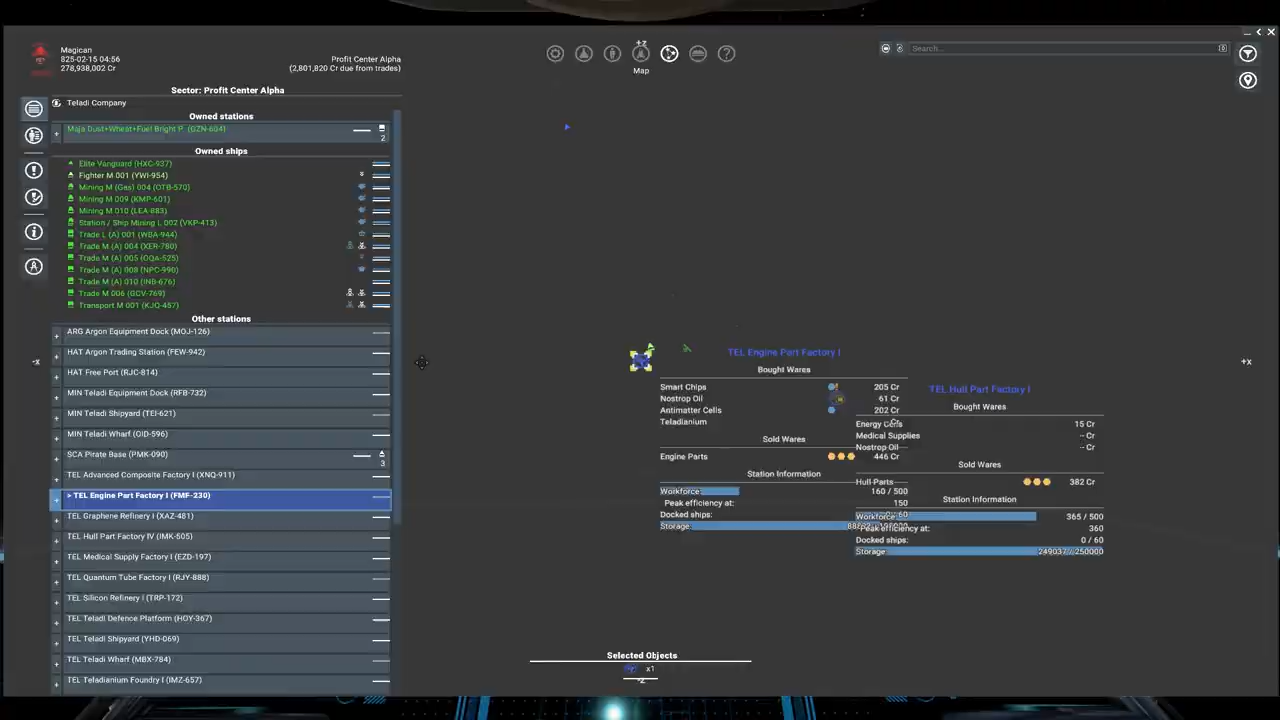 Magican
825-02-15 04:56
278,938,002 Cr
Profit Center Alpha
(2,801,820 Cr due from trades)
+z
Map
Search...
Sector: Profit Center Alpha
Teladi Company
Owned stations
Maja Dust+Wheat+Fuel Bright P. (GZN-604)
2
Owned ships
Elite Vanguard (HXC-937)
Fighter M 001 (YWI-954)
Mining M (Gas) 004 (OTB-570)
Mining M 009 (KMP-601)
Mining M 010 (LEA-883)
Station / Ship Mining L 002 (VKP-413)
Trade L (A) 001 (WBA-944)
Trade M (A) 004 (XER-780)
Trade M (A) 005 (OQA-525)
Trade M (A) 008 (NPC-990)
Trade M (A) 010 (INB-676)
Trade M 006 (GCV-769)
Transport M 001 (KJQ-457)
Other stations
ARG Argon Equipment Dock (MOJ-126)
HAT Argon Trading Station (FEW-942)
HAT Free Port (RJC-814)
MIN Teladi Equipment Dock (RFB-732)
MIN Teladi Shipyard (TEI-621)
MIN Teladi Wharf (CID-596)
SCA Pirate Base (PMK-090)
3
TEL Advanced Composite Factory I (XNQ-911)
> TEL Engine Part Factory I (FMF-230)
TEL Graphene Refinery I (XAZ-481)
TEL Hull Part Factory IV (IMK-505)
TEL Medical Supply Factory I (EZD-197)
TEL Quantum Tube Factory I (RJY-888)
TEL Silicon Refinery I (TRP-172)
TEL Teladi Defence Platform (HOY-367)
TEL Teladi Shipyard (YHD-069)
TEL Teladi Wharf (MBX-784)
TEL Teladianium Foundry I (IMZ-657)
-x
+x
TEL Engine Part Factory I
Bought Wares
Smart Chips 205 Cr
Nostrop Oil 61 Cr
Antimatter Cells 202 Cr
Teladianium Cr
Sold Wares
Engine Parts 446 Cr
Station Information
Workforce: 160 / 500
Peak efficiency at: 150
Docked ships: / 60
Storage:
TEL Hull Part Factory I
Bought Wares
Energy Cells 15 Cr
Medical Supplies -- Cr
Nostrop Oil -- Cr
Sold Wares
Hull Parts 382 Cr
Station Information
Workforce: 365 / 500
Peak efficiency at: 360
Docked ships: 0 / 60
Storage: 249037 / 250000
Selected Objects
x1
-z